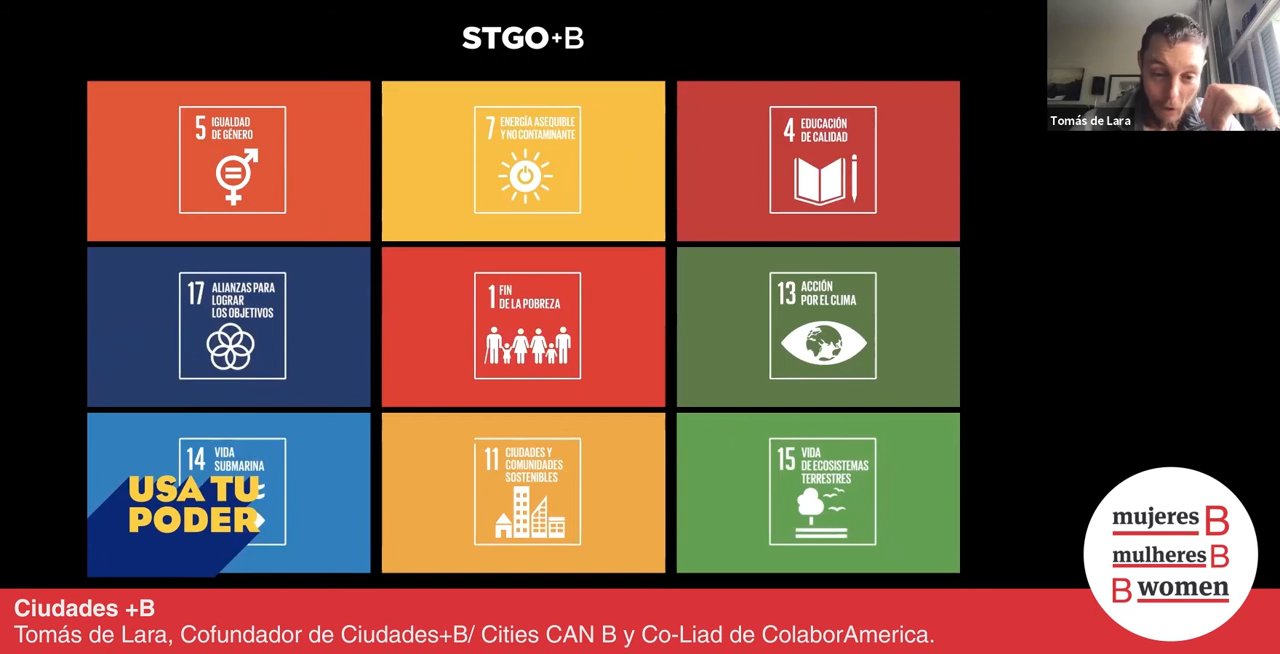 STGO+B
Tomás de Lara
5 IGUALDAD
DE GÉNERO
7 ENERGÍA ASEQUIBLE
Y NO CONTAMINANTE
4 EDUCACIÓN
DE CALIDAD
17 ALIANZAS PARA
LOGRAR
LOS OBJETIVOS
1 FIN
DE LA POBREZA
13 ACCIÓN
POR EL CLIMA
14 VIDA
SUBMARINA
USA TU
PODER
11 CIUDADES Y
COMUNIDADES
SOSTENIBLES
15 VIDA
DE ECOSISTEMAS
TERRESTRES
mujeres B
mulheres B
B women
Ciudades +B
Tomás de Lara, Cofundador de Ciudades+B/ Cities CAN B y Co-Liad de ColaborAmerica.